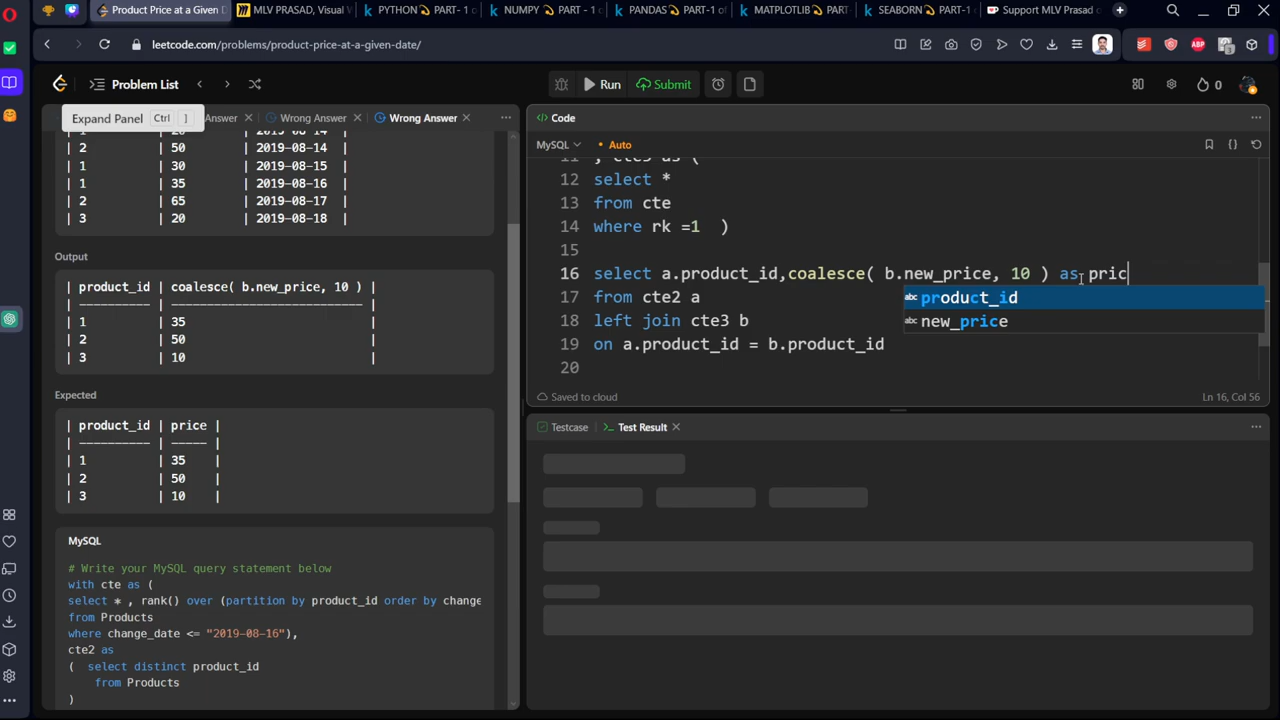 Product Price at a Given D
MLV PRASAD, Visual V
PYTHON PART- 1 - c
NUMPY PART - 1 o
PANDAS PART-1 of
MATPLOTLIB PART-
SEABORN PART-1
Support MLV Prasad o
leetcode.com/problems/product-price-at-a-given-date/
Problem List
Run
Submit
0
Expand Panel Ctrl ]
Answer
Wrong Answer
Wrong Answer
| 2 | 50 | 2019-08-14 |
| 1 | 30 | 2019-08-15 |
| 1 | 35 | 2019-08-16 |
| 2 | 65 | 2019-08-17 |
| 3 | 20 | 2019-08-18 |
Output
| product_id | coalesce( b.new_price, 10 ) |
| 1 | 35 |
| 2 | 50 |
| 3 | 10 |
Expected
| product_id | price |
| 1 | 35 |
| 2 | 50 |
| 3 | 10 |
MySQL
# Write your MySQL query statement below
with cte as (
select * , rank() over (partition by product_id order by change
from Products
where change_date <= "2019-08-16"),
cte2 as
( select distinct product_id
from Products
)
Code
MySQL
Auto
11 , cte3 as (
12 select *
13 from cte
14 where rk =1 )
15
16 select a.product_id,coalesce( b.new_price, 10 ) as pric
product_id
new_price
17 from cte2 a
18 left join cte3 b
19 on a.product_id = b.product_id
20
Saved to cloud
Ln 16, Col 56
Testcase
Test Result